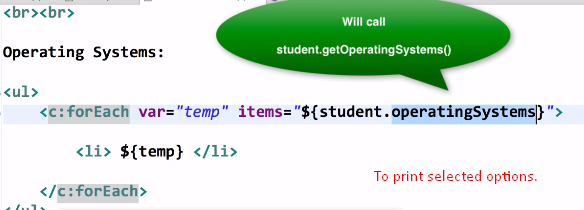 <br><br>
Will call
student.getOperatingSystems()
Operating Systems:
<ul>
<c:forEach var="temp" items="${student.operatingSystems}">
<li> ${temp} </li>
To print selected options.
</c:forEach>
</ul>